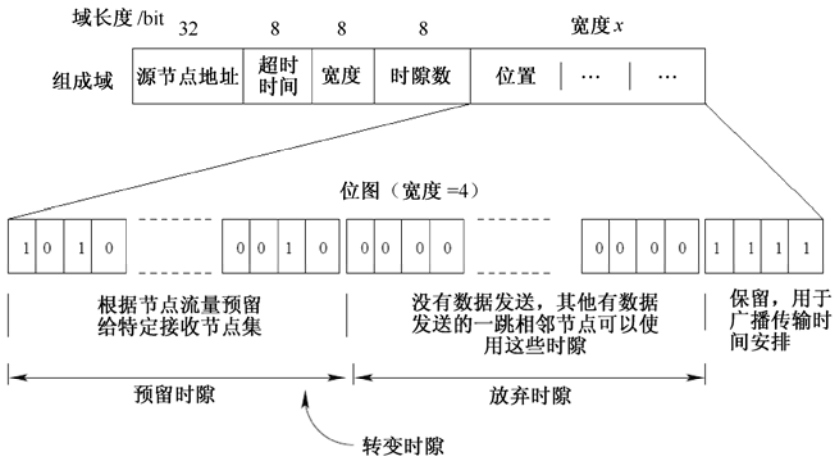 域长度 /bit 32 8 8 8 宽度 x
组成域 源节点地址 超时时间 宽度 时隙数 位置 … …
位图（宽度 =4）
1 0 1 0 0 0 1 0 0 0 0 0 0 0 0 0 1 1 1 1
根据节点流量预留
给特定接收节点集
没有数据发送，其他有数据
发送的一跳相邻节点可以使
用这些时隙
保留，用于
广播传输时
间安排
预留时隙
放弃时隙
转变时隙